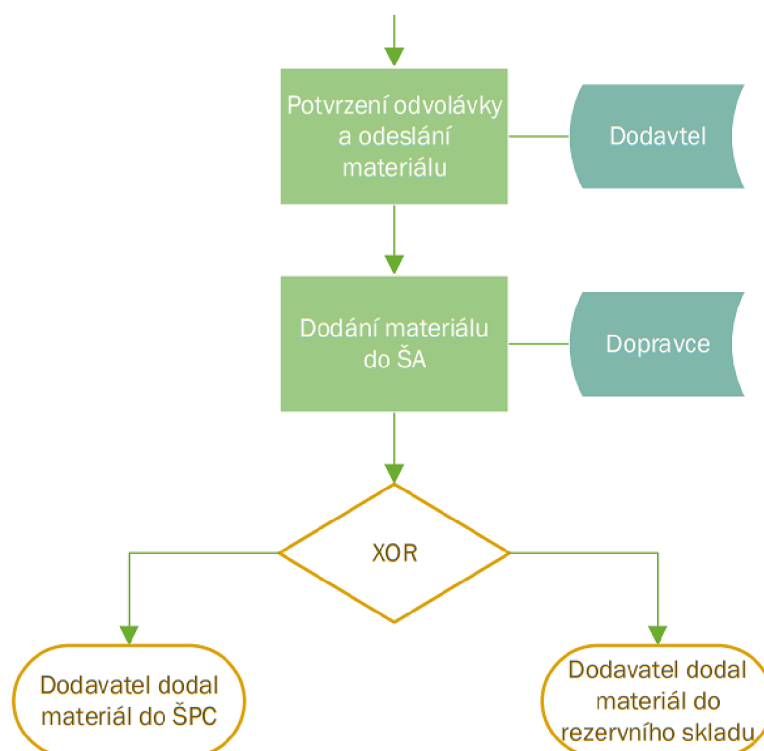 Potvrzení odvolávky
a odeslání
materiálu
Dodavtel
Dodání materiálu
do ŠA
Dopravce
XOR
Dodavatel dodal
materiál do ŠPC
Dodavatel dodal
materiál do
rezervního skladu